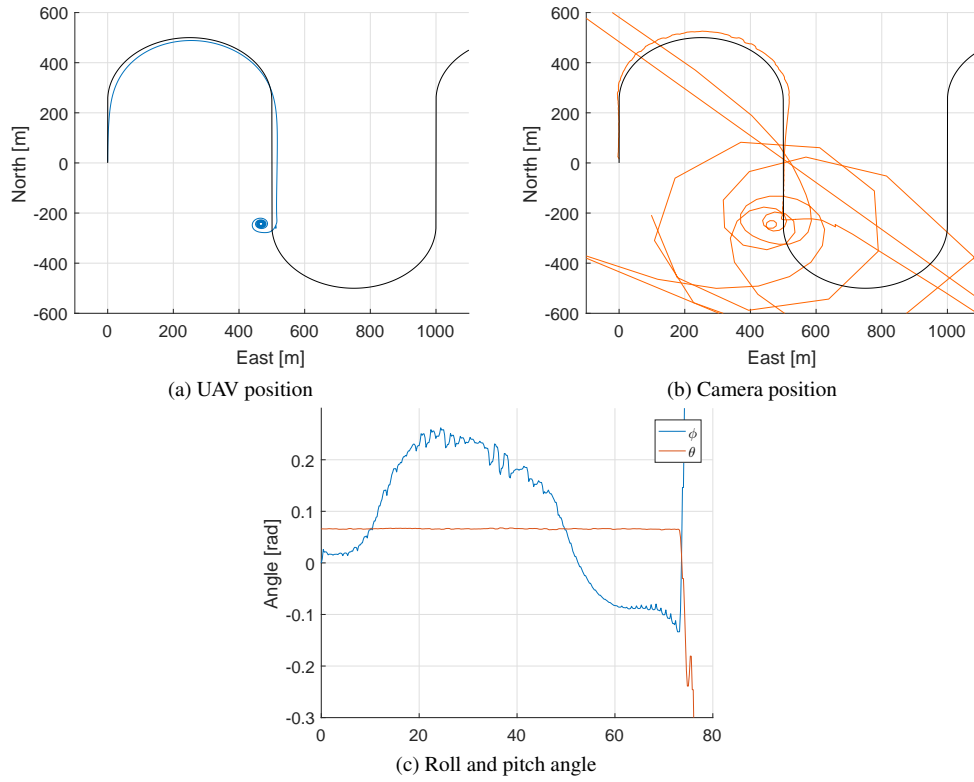 600
400
200
0
-200
-400
-600
North [m]
0 200 400 600 800 1000
East [m]
(a) UAV position
600
400
200
0
-200
-400
-600
North [m]
0 200 400 600 800 1000
East [m]
(b) Camera position
0.2
0.1
0
-0.1
-0.2
-0.3
Angle [rad]
ϕ
θ
0 20 40 60 80
(c) Roll and pitch angle